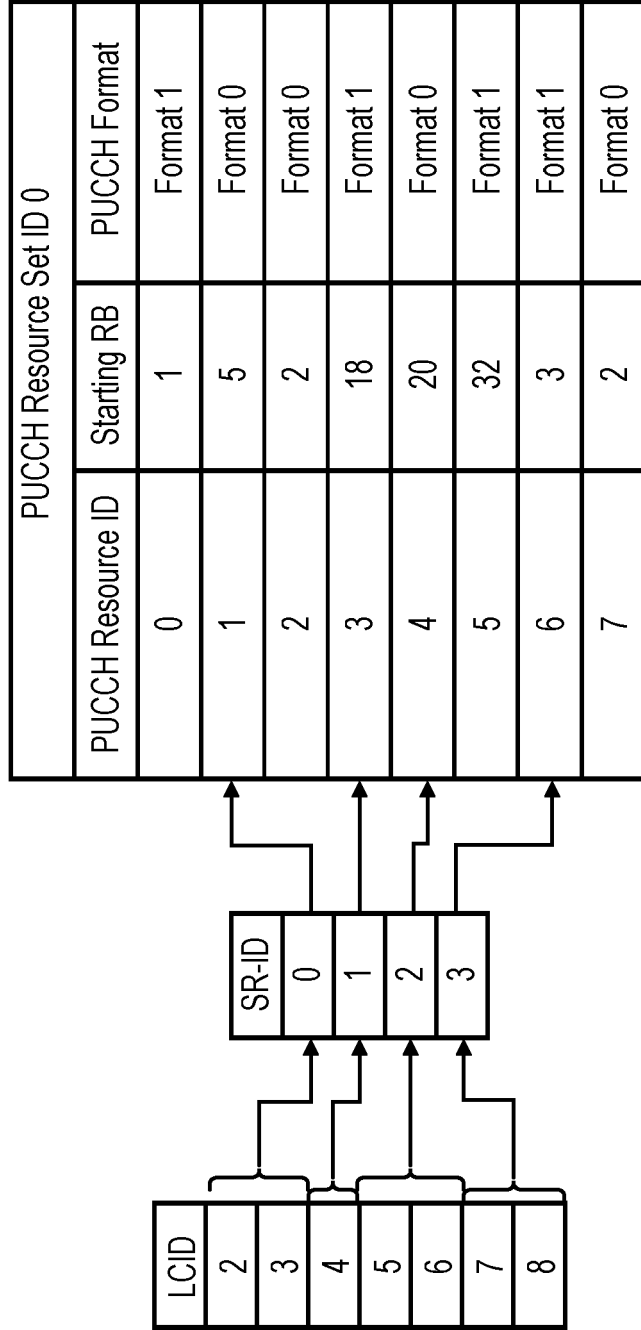 LCID
2
3
4
5
6
7
8
SR-ID
0
1
2
3
PUCCH Resource Set ID 0
PUCCH Resource ID Starting RB PUCCH Format
0 1 Format 1
1 5 Format 0
2 2 Format 0
3 18 Format 1
4 20 Format 0
5 32 Format 1
6 3 Format 1
7 2 Format 0